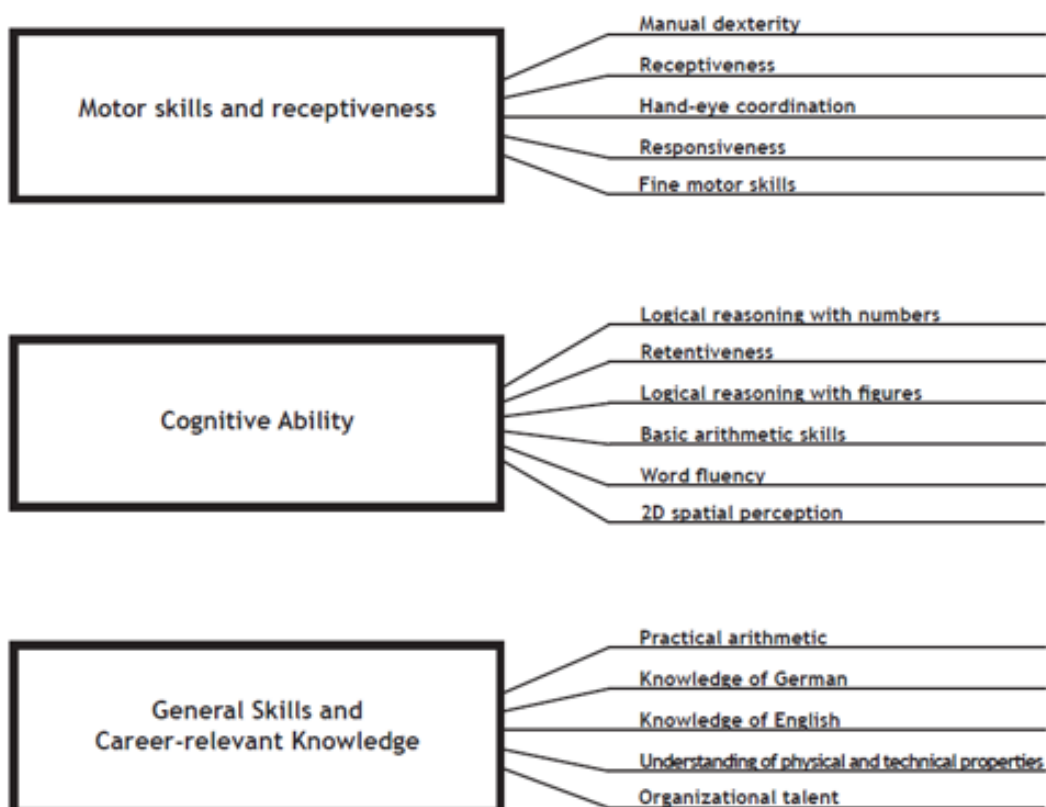 Motor skills and receptiveness
Manual dexterity
Receptiveness
Hand-eye coordination
Responsiveness
Fine motor skills
Cognitive Ability
Logical reasoning with numbers
Retentiveness
Logical reasoning with figures
Basic arithmetic skills
Word fluency
2D spatial perception
General Skills and
Career-relevant Knowledge
Practical arithmetic
Knowledge of German
Knowledge of English
Understanding of physical and technical properties
Organizational talent